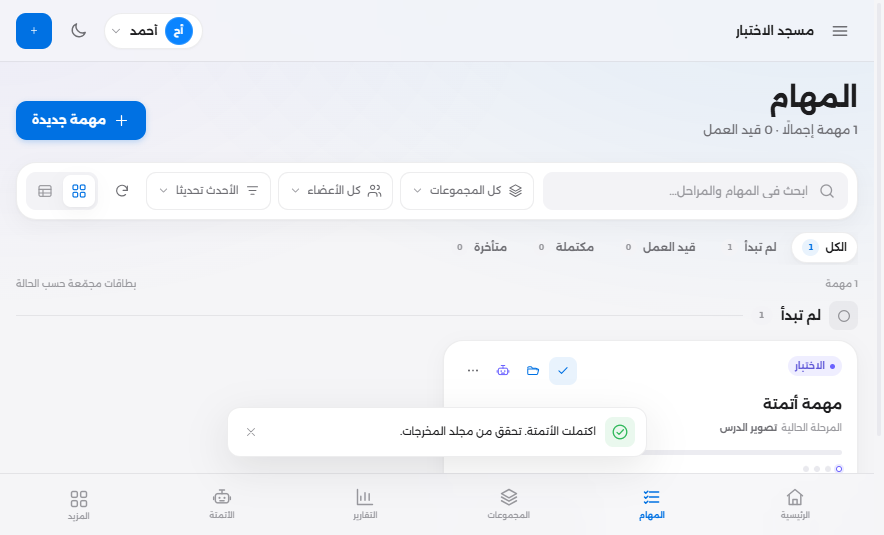 مسجد الاختبار
أح أحمد
المهام
1 مهمة إجمالًا · 0 قيد العمل
مهمة جديدة
ابحث في المهام والمراحل...
كل المجموعات
كل الأعضاء
الأحدث تحديثا
الكل 1
لم تبدأ 1
قيد العمل 0
مكتملة 0
متأخرة 0
1 مهمة
بطاقات مجمّعة حسب الحالة
لم تبدأ 1
الاختبار
مهمة أتمتة
المرحلة الحالية تصوير الدرس
اكتملت الأتمتة. تحقق من مجلد المخرجات.
الرئيسية
المهام
المجموعات
التقارير
الأتمتة
المزيد